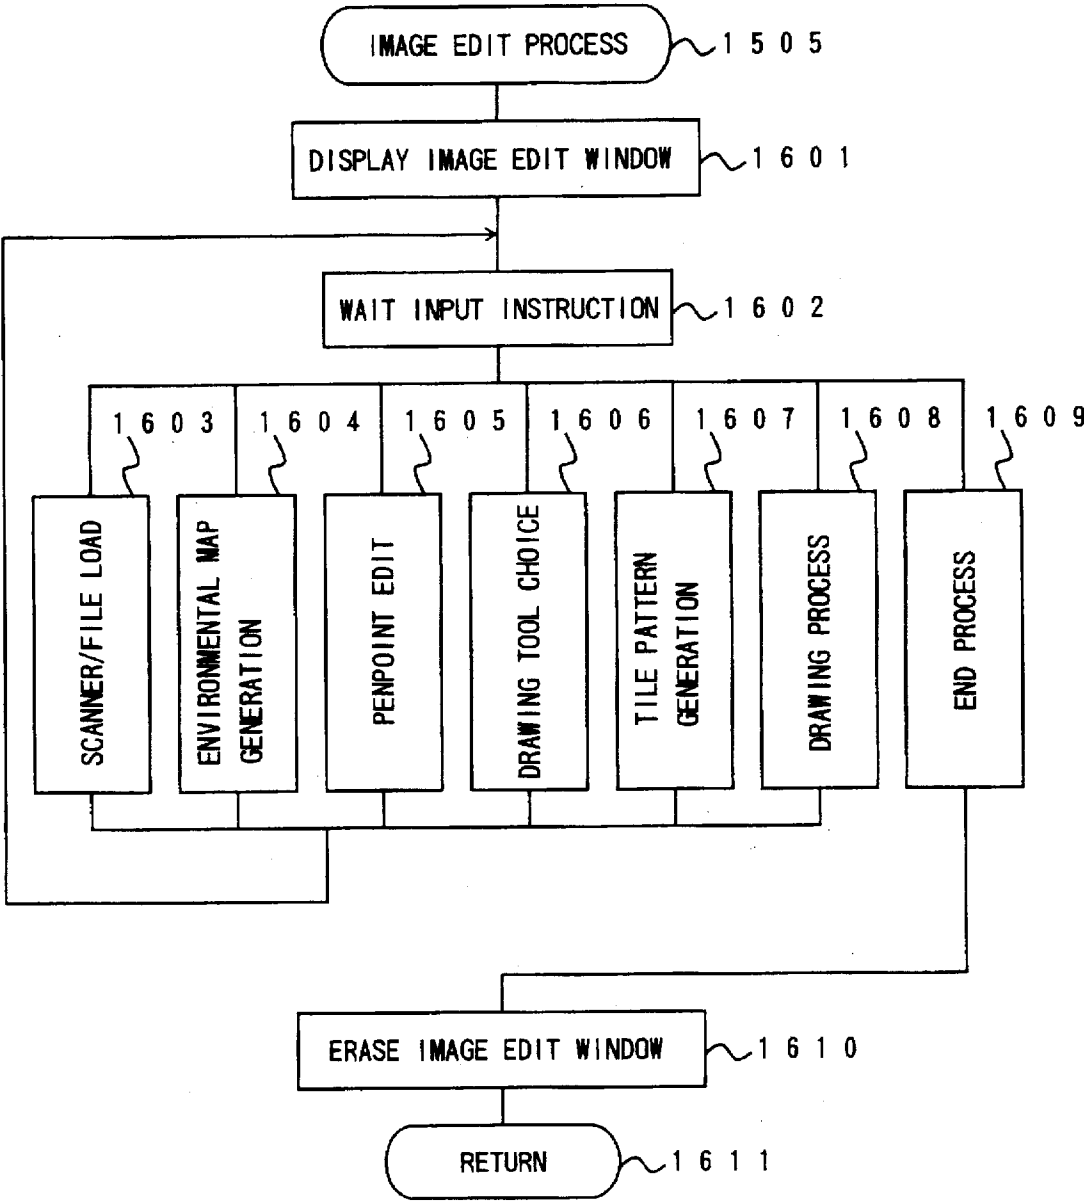 IMAGE EDIT PROCESS 1505
DISPLAY IMAGE EDIT WINDOW 1601
WAIT INPUT INSTRUCTION 1602
1603 1604 1605 1606 1607 1608 1609
SCANNER/FILE LOAD
ENVIRONMENTAL MAP
GENERATION
PENPOINT EDIT
DRAWING TOOL CHOICE
TILE PATTERN
GENERATION
DRAWING PROCESS
END PROCESS
ERASE IMAGE EDIT WINDOW 1610
RETURN 1611